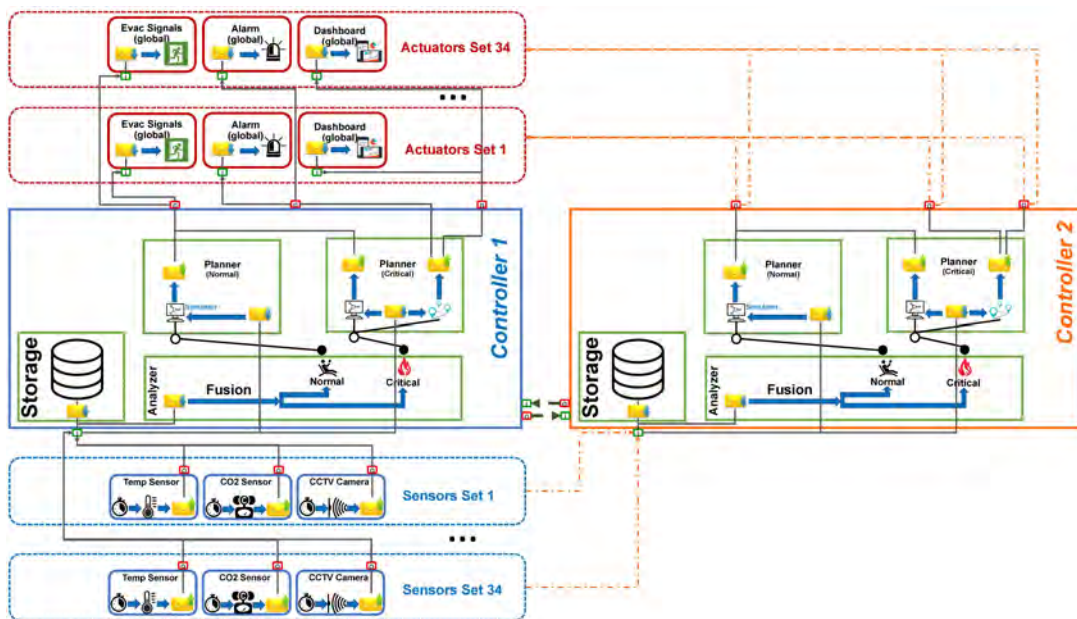 Evac Signals
(global)
Alarm
(global)
Dashboard
(global)
Actuators Set 34
...
Evac Signals
(global)
Alarm
(global)
Dashboard
(global)
Actuators Set 1
Controller 1
Planner
(Normal)
Planner
(Critical)
Storage
Analyzer
Fusion
Normal
Critical
Controller 2
Planner
(Normal)
Planner
(Critical)
Storage
Analyzer
Fusion
Normal
Critical
Temp Sensor
CO2 Sensor
CCTV Camera
Sensors Set 1
...
Temp Sensor
CO2 Sensor
CCTV Camera
Sensors Set 34